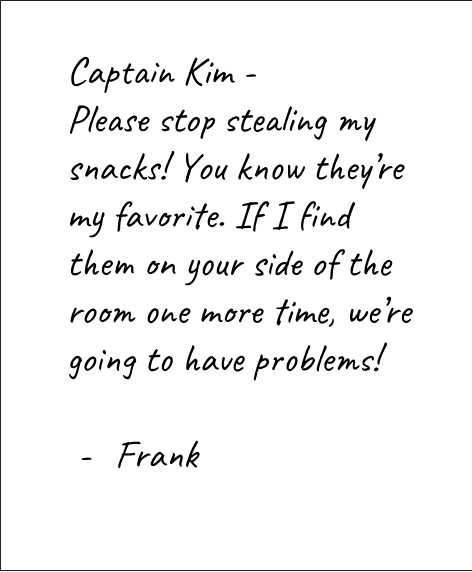 Captain Kim -
Please stop stealing my
snacks! You know they're
my favorite. If I find
them on your side of the
room one more time, we're
going to have problems!
- Frank